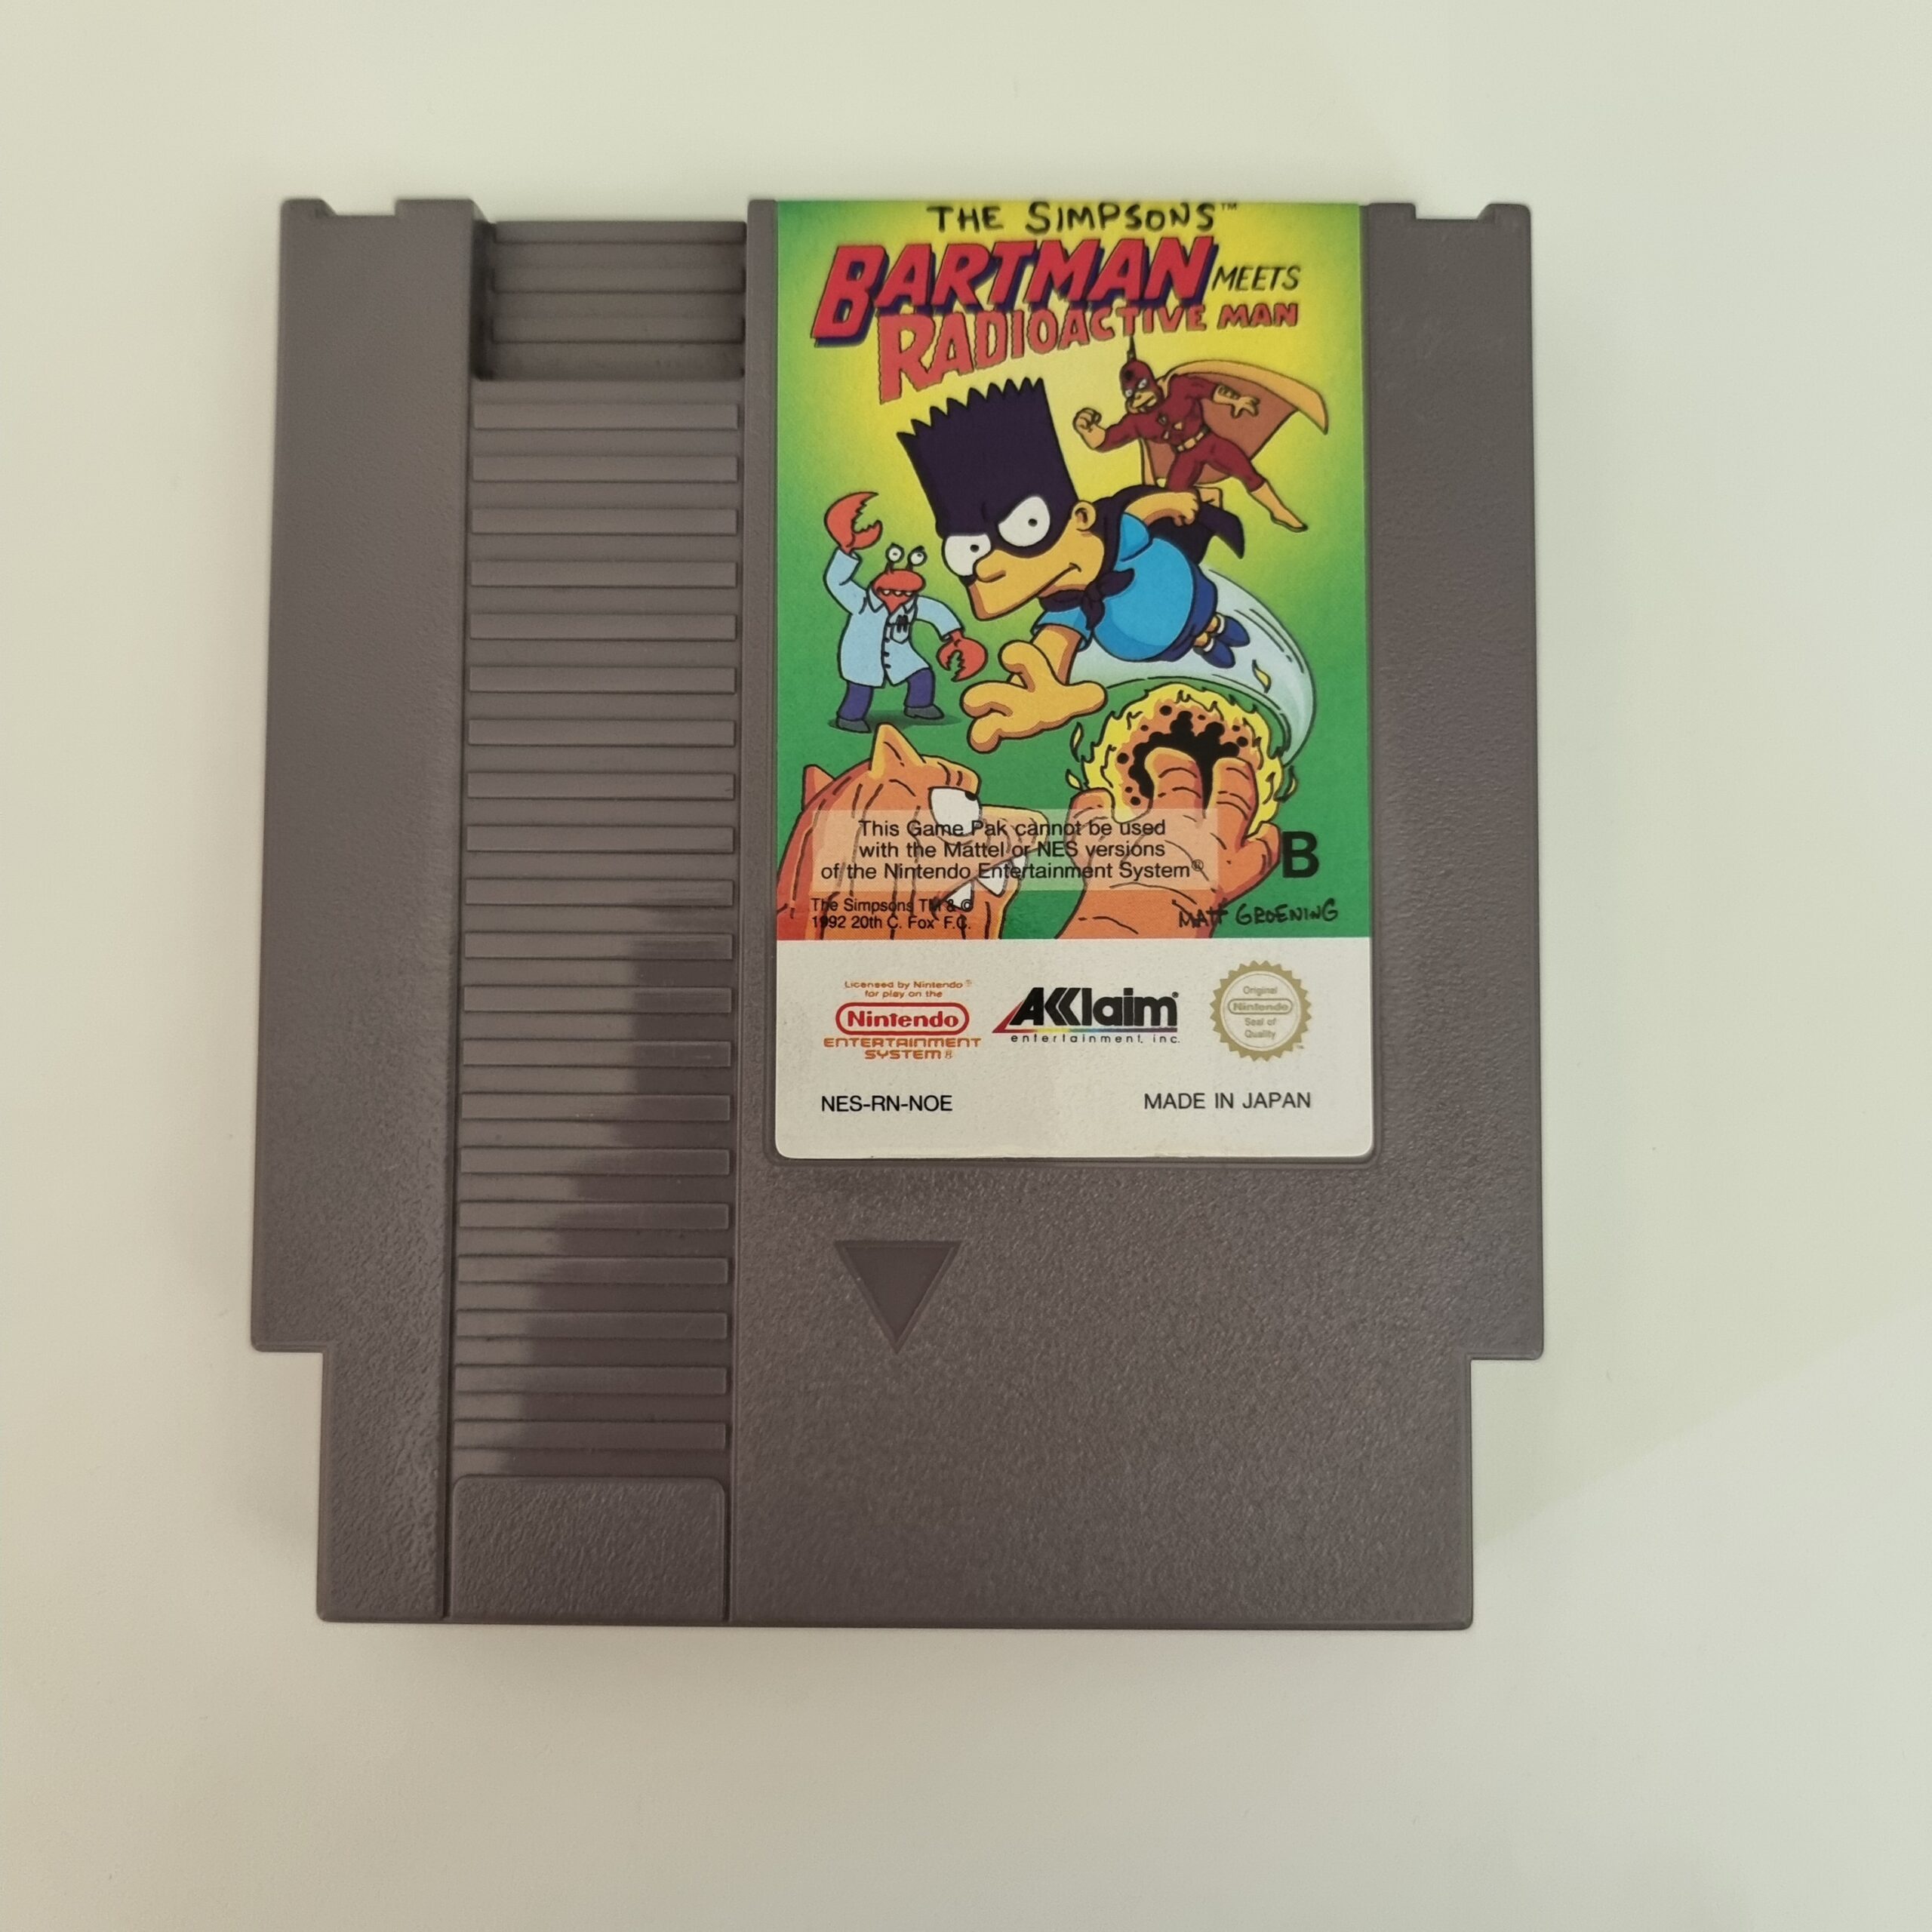 THE SIMPSONS™
BARTMAN MEETS
RADIOACTIVE MAN
This Game Pak cannot be used
with the Mattel or NES versions
of the Nintendo Entertainment System®
B
The Simpsons TM & ©
1992 20th C. Fox F.C.
MATT GROENING
Licensed by Nintendo®
for play on the
Nintendo
ENTERTAINMENT
SYSTEM®
AKKlaim®
entertainment, inc.
Original
Nintendo
Seal of
Quality
NES-RN-NOE
MADE IN JAPAN